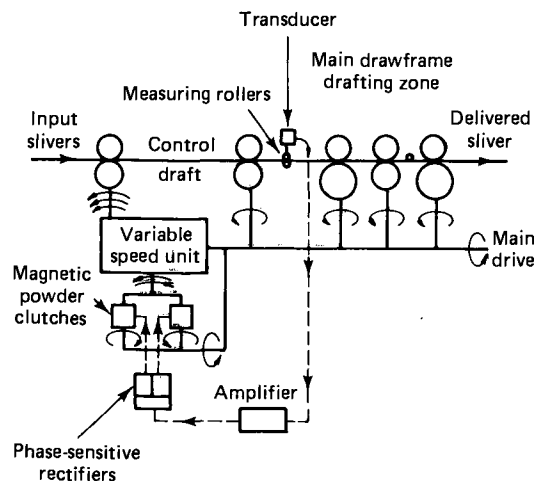 Transducer
Main drawframe
drafting zone
Measuring rollers
Input
slivers
Control
draft
Delivered
sliver
Variable
speed unit
Main
drive
Magnetic
powder
clutches
Amplifier
Phase-sensitive
rectifiers